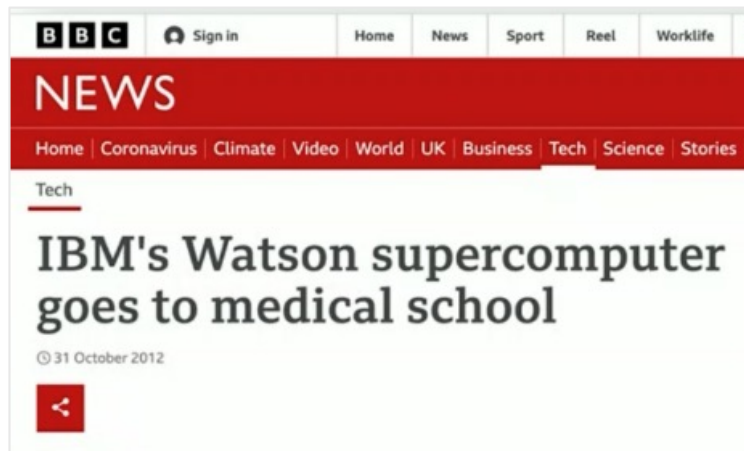 BBC Sign in Home News Sport Reel Worklife
NEWS
Home Coronavirus Climate Video World UK Business Tech Science Stories
Tech
IBM's Watson supercomputer
goes to medical school
31 October 2012